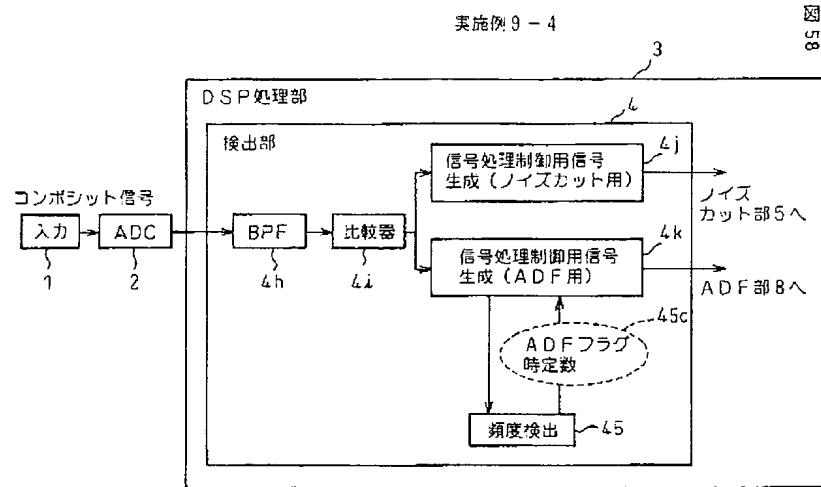 実施例9-4
図58
3
DSP処理部
4
検出部
4j
信号処理制御用信号
生成(ノイズカット用)
ノイズ
カット部5へ
コンポジット信号
入力
ADC
BPF
比較器
1
2
4h
4i
4k
信号処理制御用信号
生成(ADF用)
ADF部8へ
45c
ADFフラグ
時定数
頻度検出
45